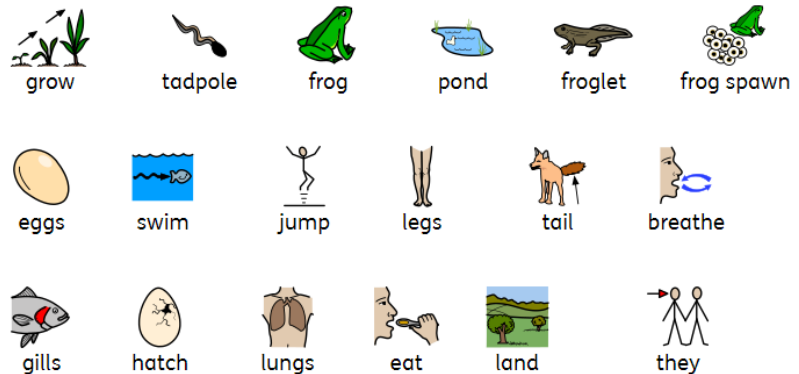 grow tadpole frog pond froglet frog spawn
eggs swim jump legs tail breathe
gills hatch lungs eat land they